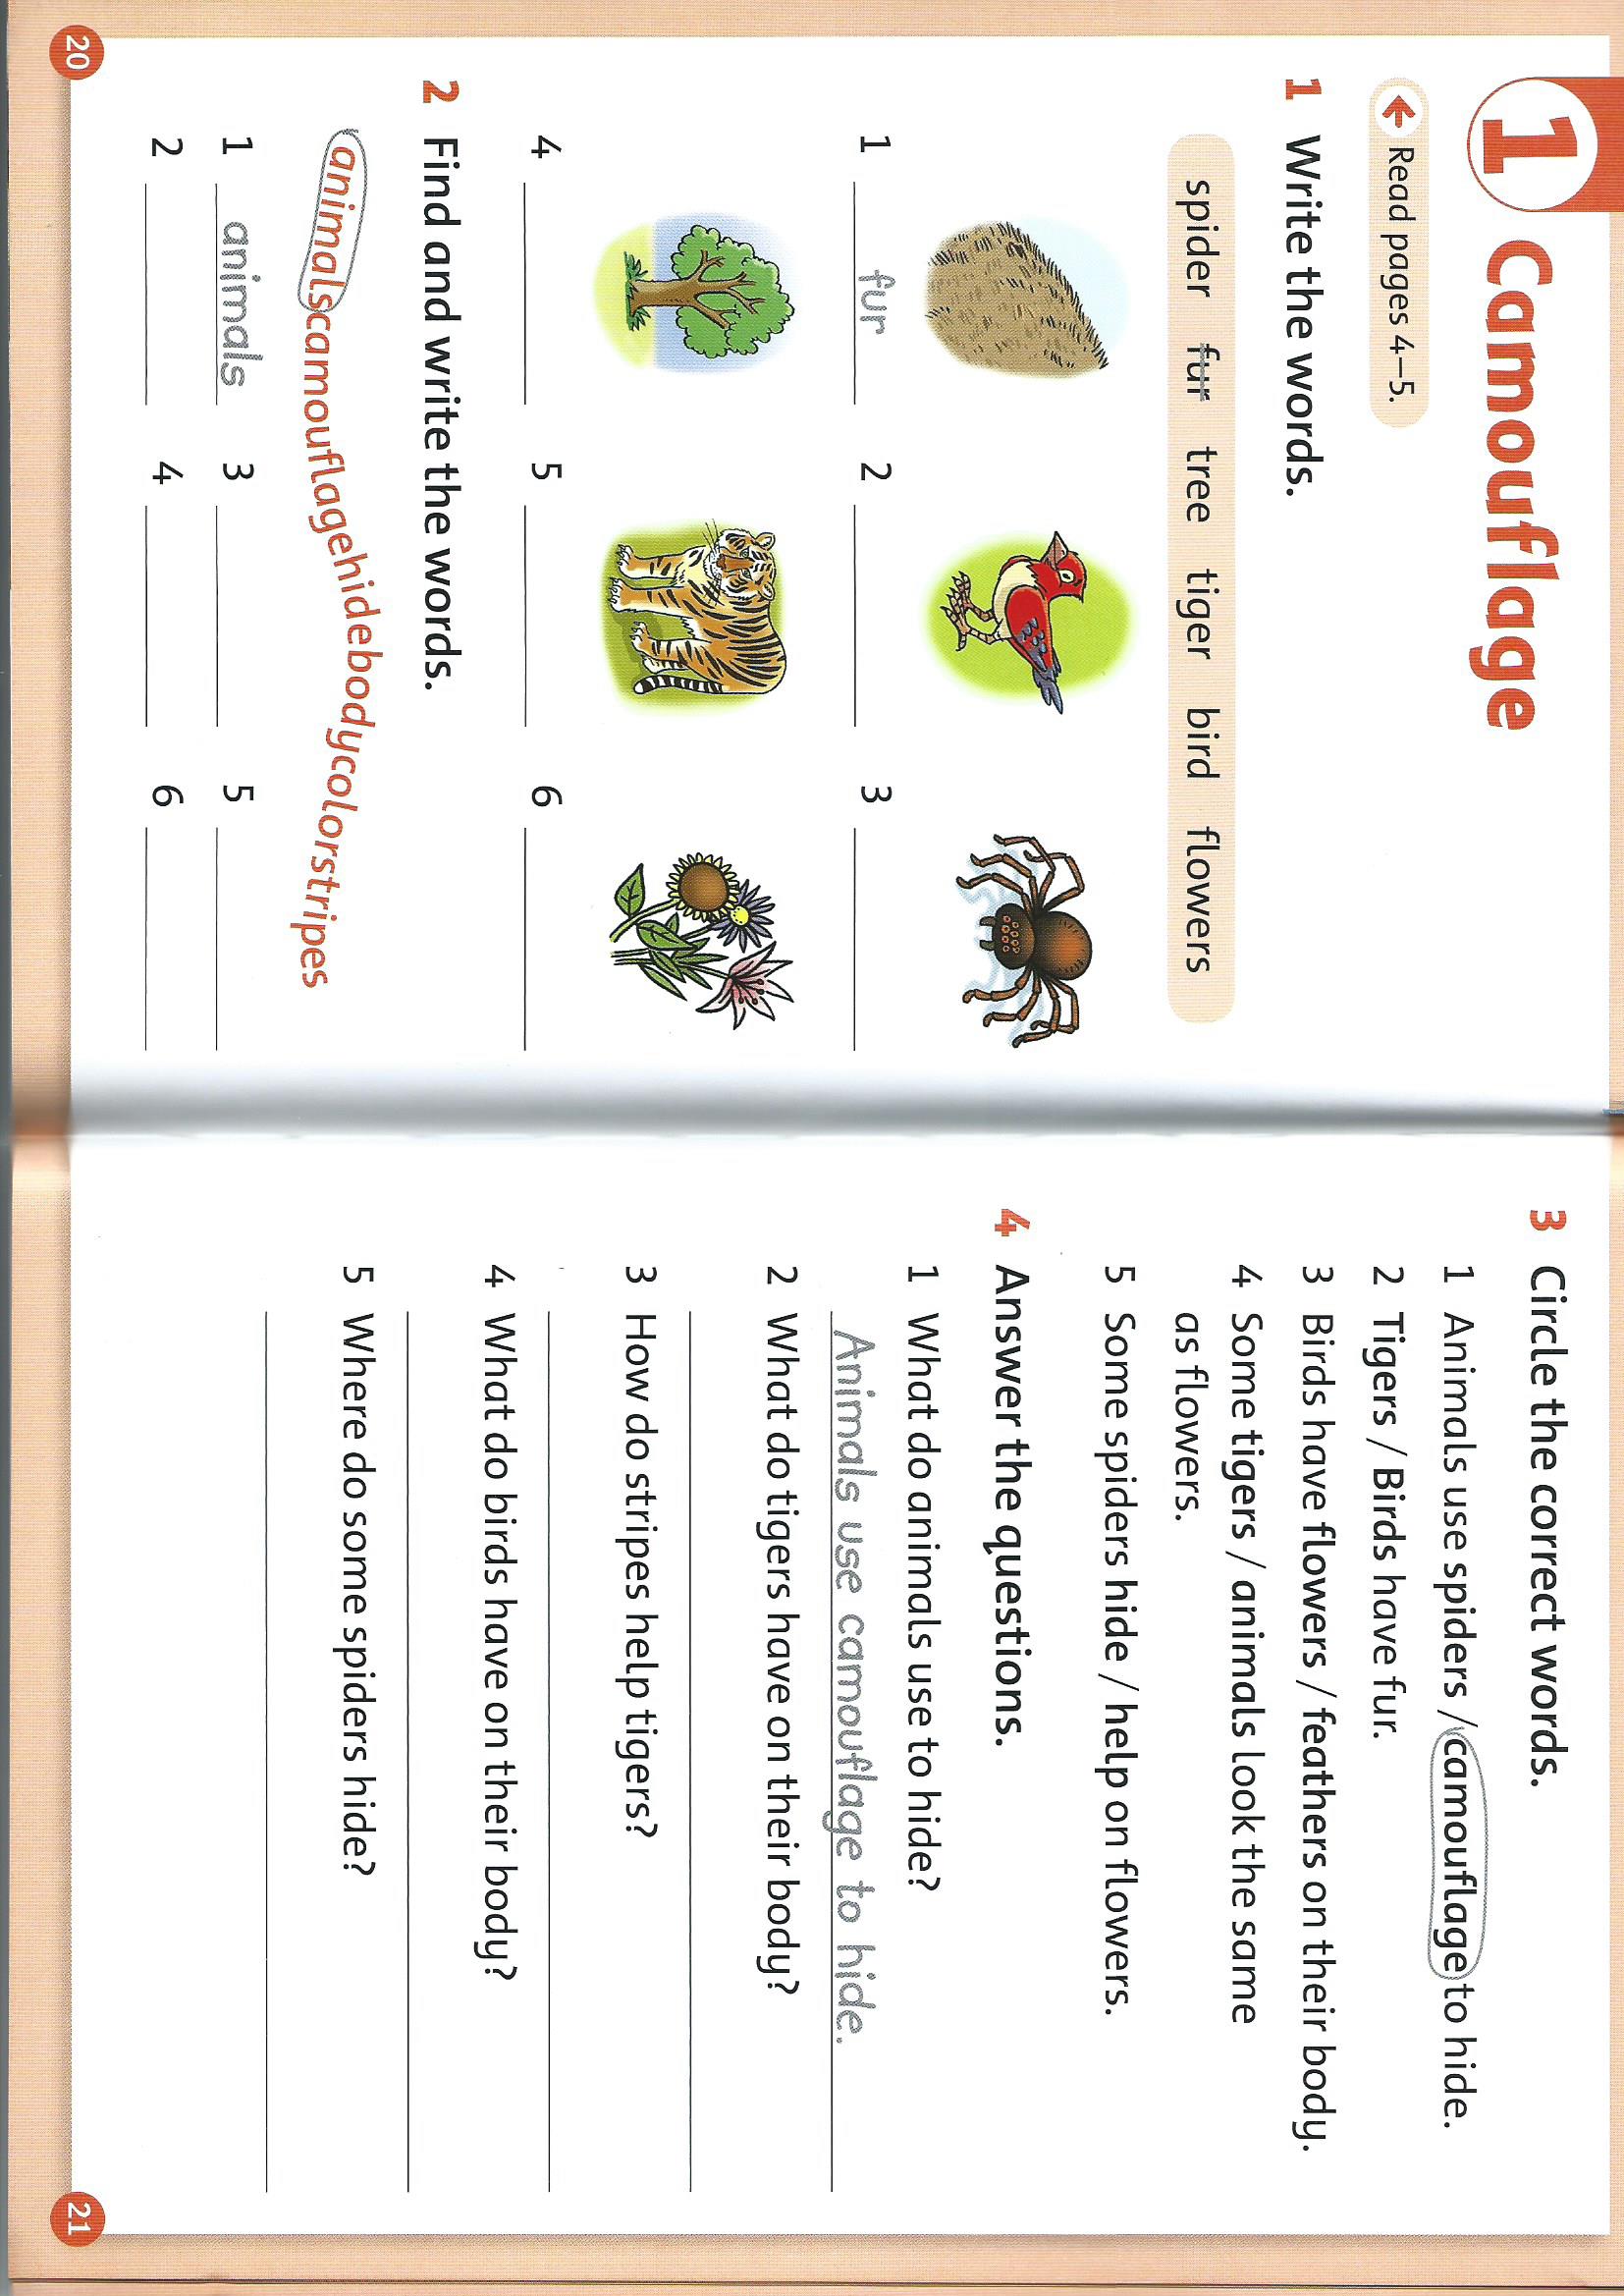 1 Camouflage
← Read pages 4–5.
1 Write the words.
spider fur tree tiger bird flowers
1 fur 2 3
4 5 6
2 Find and write the words.
animalscamouflagehidebodycolorstripes
1 animals 3 5
2 4 6
20
3 Circle the correct words.
1 Animals use spiders / camouflage to hide.
2 Tigers / Birds have fur.
3 Birds have flowers / feathers on their body.
4 Some tigers / animals look the same
as flowers.
5 Some spiders hide / help on flowers.
4 Answer the questions.
1 What do animals use to hide?
Animals use camouflage to hide.
2 What do tigers have on their body?
3 How do stripes help tigers?
4 What do birds have on their body?
5 Where do some spiders hide?
21